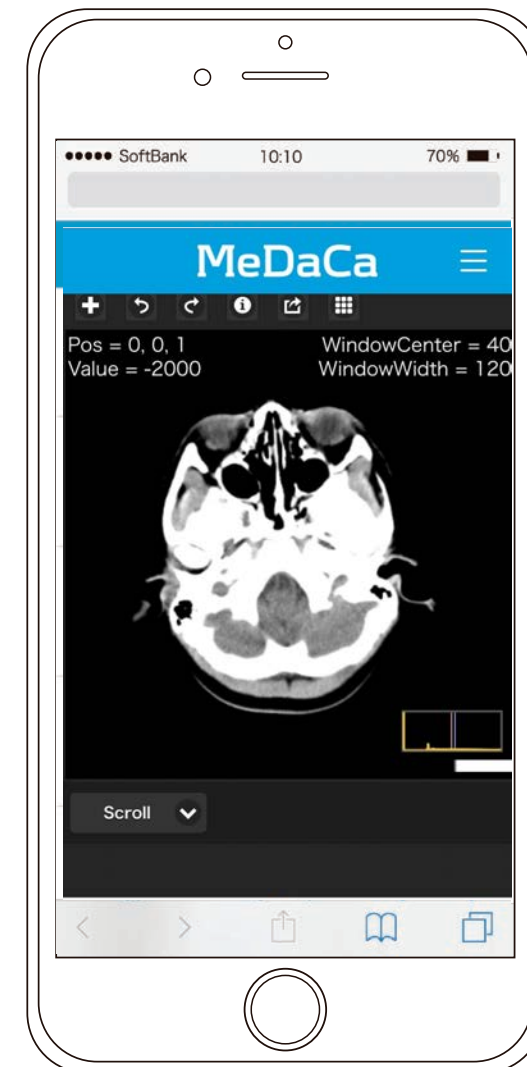 ●●●●● SoftBank 10:10 70%
MeDaCa
Pos = 0, 0, 1 WindowCenter = 40
Value = -2000 WindowWidth = 120
Scroll